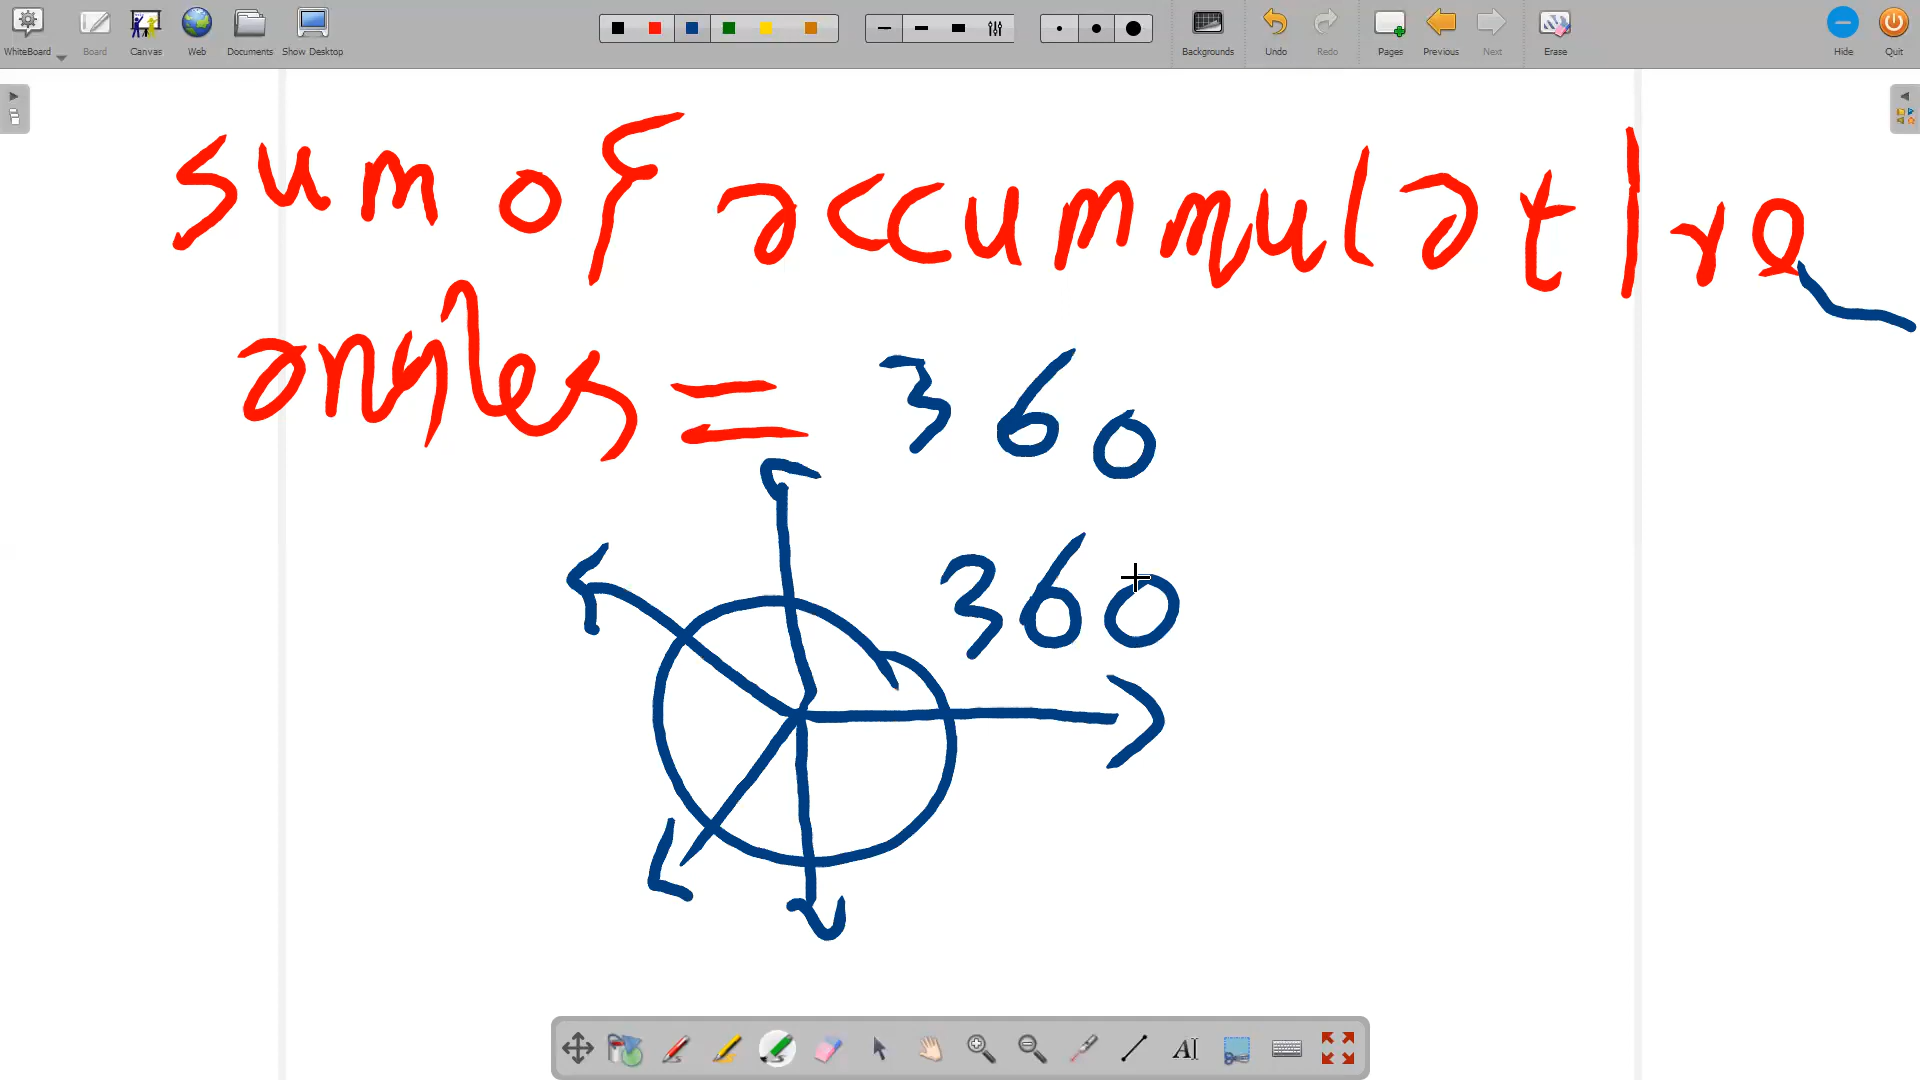 WhiteBoard Board Canvas Web Documents Show Desktop Backgrounds Undo Redo Pages Previous Next Erase Hide Quit
sum of accummulative
angles = 360
360